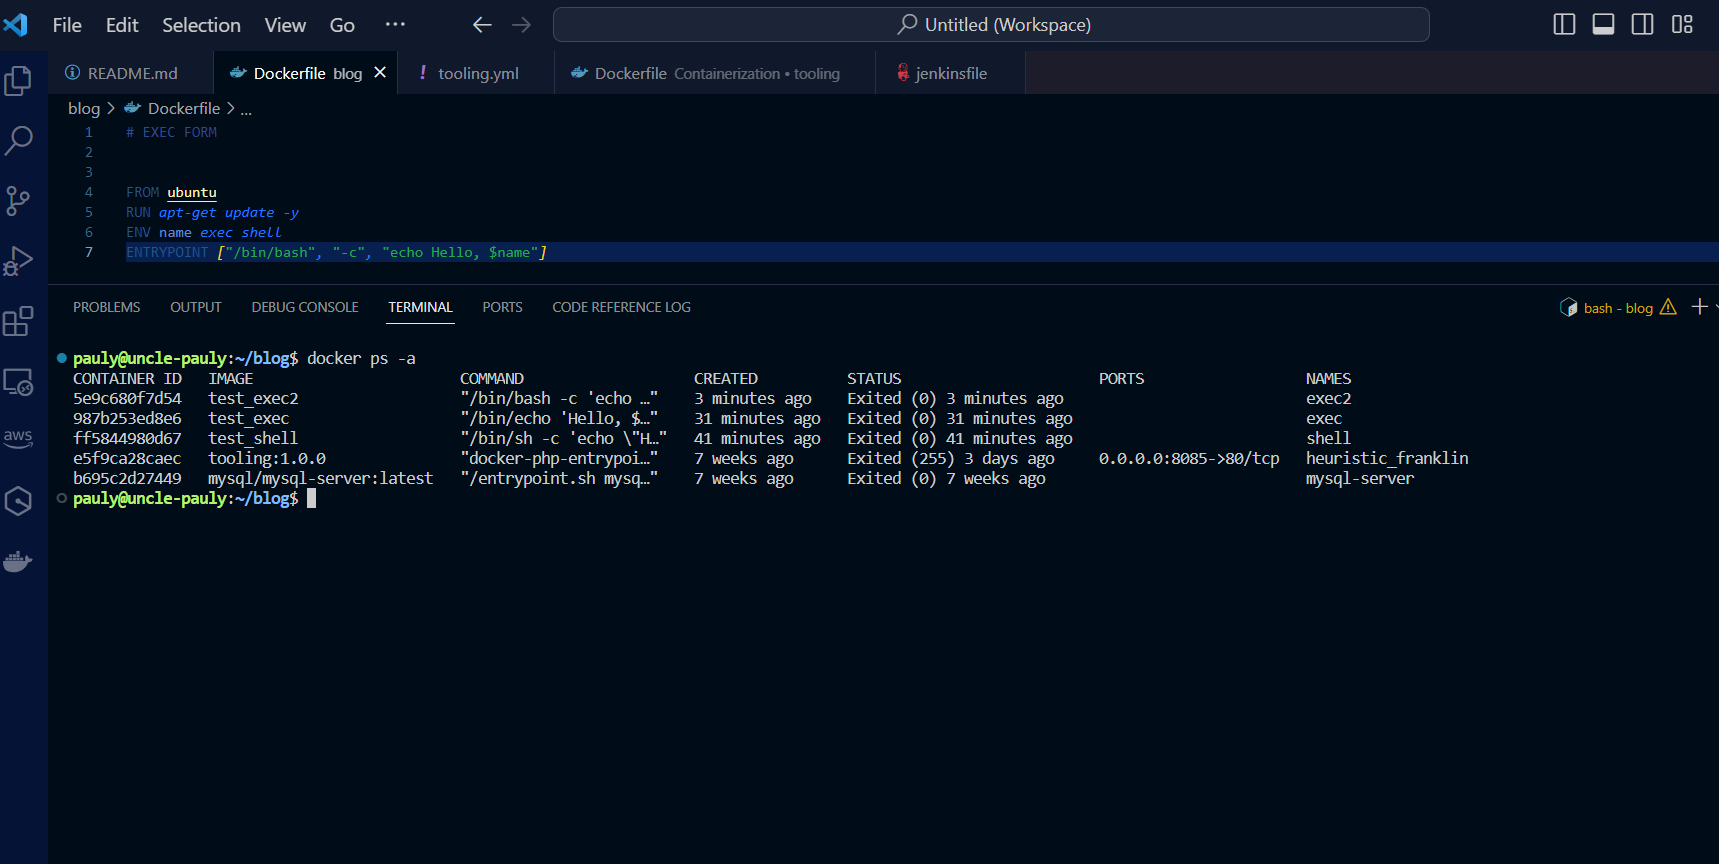 File Edit Selection View Go ··· Untitled (Workspace)
README.md Dockerfile blog tooling.yml Dockerfile Containerization • tooling jenkinsfile
blog > Dockerfile > ...
1 # EXEC FORM
2
3
4 FROM ubuntu
5 RUN apt-get update -y
6 ENV name exec shell
7 ENTRYPOINT ["/bin/bash", "-c", "echo Hello, $name"]
PROBLEMS OUTPUT DEBUG CONSOLE TERMINAL PORTS CODE REFERENCE LOG bash - blog
pauly@uncle-pauly:~/blog$ docker ps -a
CONTAINER ID IMAGE COMMAND CREATED STATUS PORTS NAMES
5e9c680f7d54 test_exec2 "/bin/bash -c 'echo …" 3 minutes ago Exited (0) 3 minutes ago exec2
987b253ed8e6 test_exec "/bin/echo 'Hello, $…" 31 minutes ago Exited (0) 31 minutes ago exec
ff5844980d67 test_shell "/bin/sh -c 'echo \"H…" 41 minutes ago Exited (0) 41 minutes ago shell
e5f9ca28caec tooling:1.0.0 "docker-php-entrypoi…" 7 weeks ago Exited (255) 3 days ago 0.0.0.0:8085->80/tcp heuristic_franklin
b695c2d27449 mysql/mysql-server:latest "/entrypoint.sh mysq…" 7 weeks ago Exited (0) 7 weeks ago mysql-server
pauly@uncle-pauly:~/blog$
aws